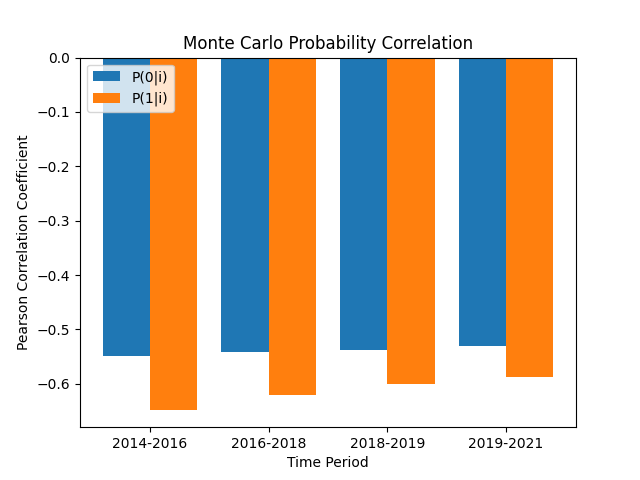 Monte Carlo Probability Correlation
P(0|i)
P(1|i)
Pearson Correlation Coefficient
0.0
−0.1
−0.2
−0.3
−0.4
−0.5
−0.6
2014-2016
2016-2018
2018-2019
2019-2021
Time Period